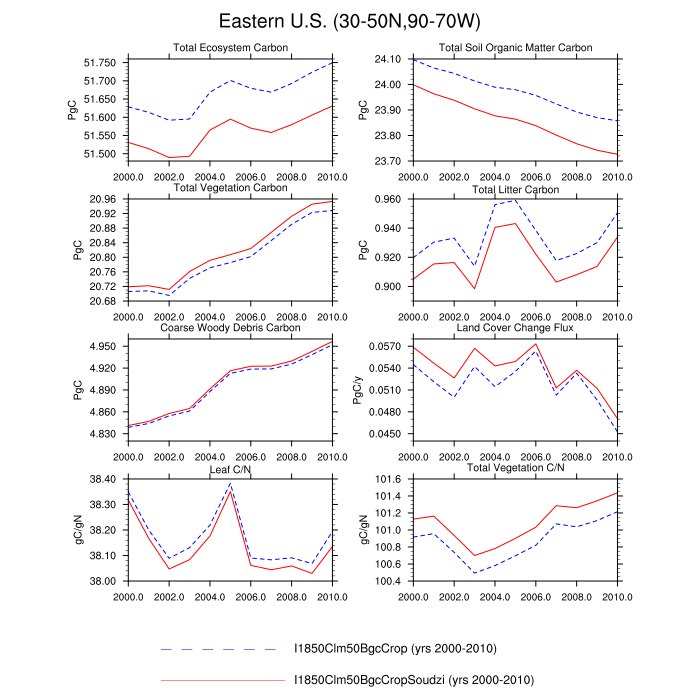 Eastern U.S. (30-50N,90-70W)
Total Ecosystem Carbon
Total Soil Organic Matter Carbon
PgC
51.750
51.700
51.650
51.600
51.550
51.500
2000.0 2002.0 2004.0 2006.0 2008.0 2010.0
PgC
24.10
24.00
23.90
23.80
23.70
2000.0 2002.0 2004.0 2006.0 2008.0 2010.0
Total Vegetation Carbon
Total Litter Carbon
PgC
20.96
20.92
20.88
20.84
20.80
20.76
20.72
20.68
2000.0 2002.0 2004.0 2006.0 2008.0 2010.0
PgC
0.960
0.940
0.920
0.900
2000.0 2002.0 2004.0 2006.0 2008.0 2010.0
Coarse Woody Debris Carbon
Land Cover Change Flux
PgC
4.950
4.920
4.890
4.860
4.830
2000.0 2002.0 2004.0 2006.0 2008.0 2010.0
PgC/y
0.0570
0.0540
0.0510
0.0480
0.0450
2000.0 2002.0 2004.0 2006.0 2008.0 2010.0
Leaf C/N
Total Vegetation C/N
gC/gN
38.40
38.30
38.20
38.10
38.00
2000.0 2002.0 2004.0 2006.0 2008.0 2010.0
gC/gN
101.6
101.4
101.2
101.0
100.8
100.6
100.4
2000.0 2002.0 2004.0 2006.0 2008.0 2010.0
I1850Clm50BgcCrop (yrs 2000-2010)
I1850Clm50BgcCropSoudzi (yrs 2000-2010)